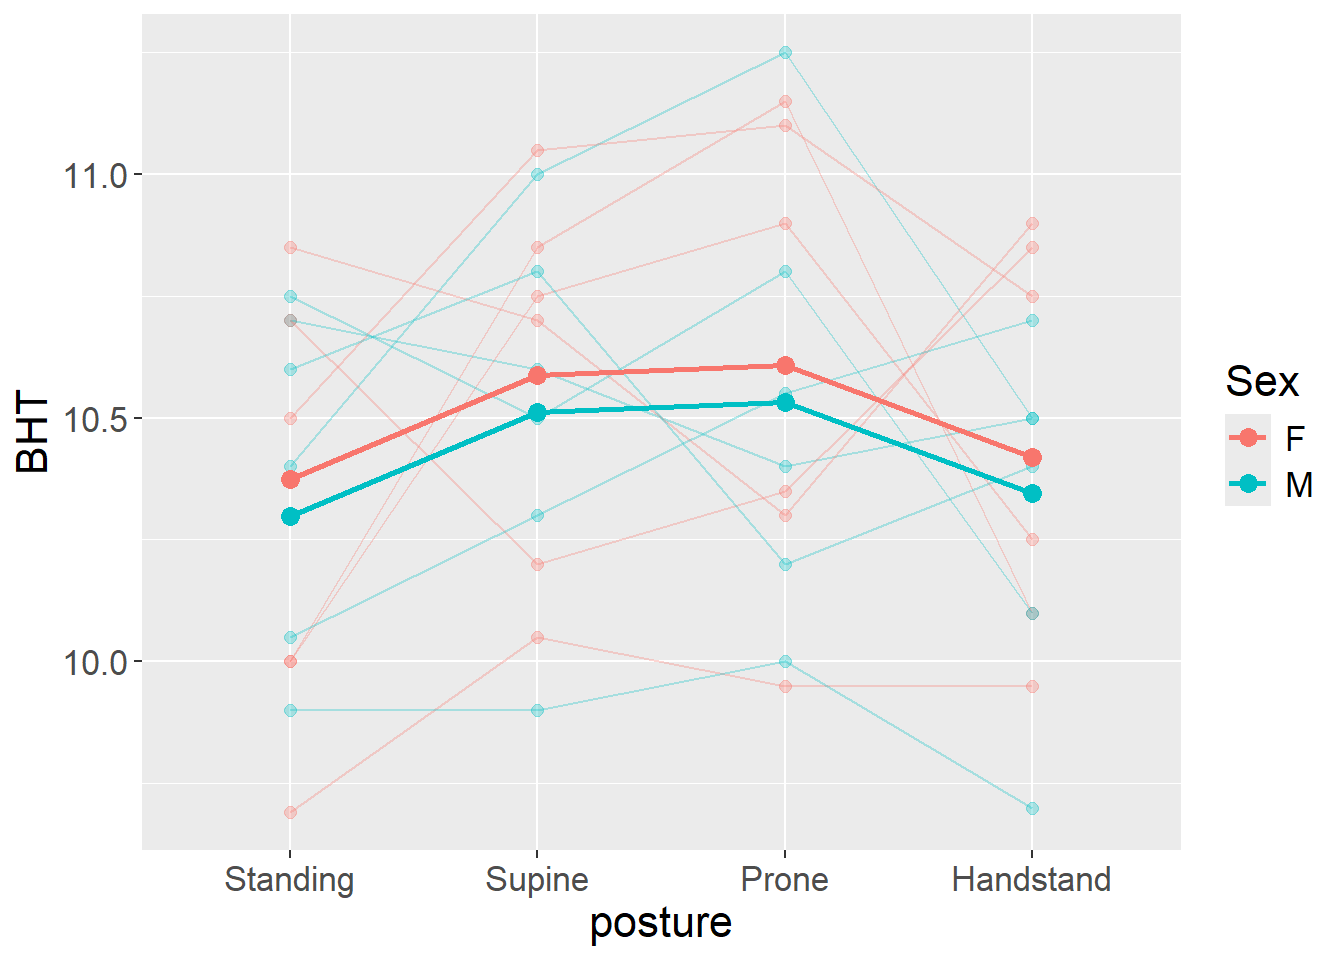 BHT
11.0
10.5
10.0
Standing Supine Prone Handstand
posture
Sex
F
M